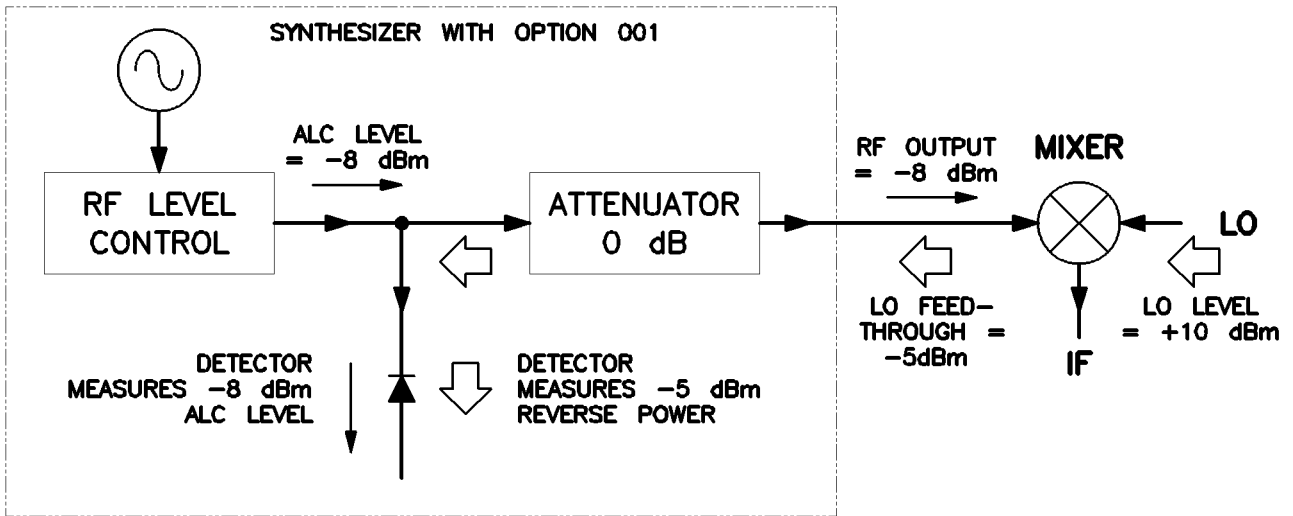 SYNTHESIZER WITH OPTION 001
ALC LEVEL
= -8 dBm
RF LEVEL
CONTROL
ATTENUATOR
0 dB
RF OUTPUT
= -8 dBm
MIXER
LO
LO FEED-
THROUGH =
-5dBm
LO LEVEL
= +10 dBm
IF
DETECTOR
MEASURES -8 dBm
ALC LEVEL
DETECTOR
MEASURES -5 dBm
REVERSE POWER